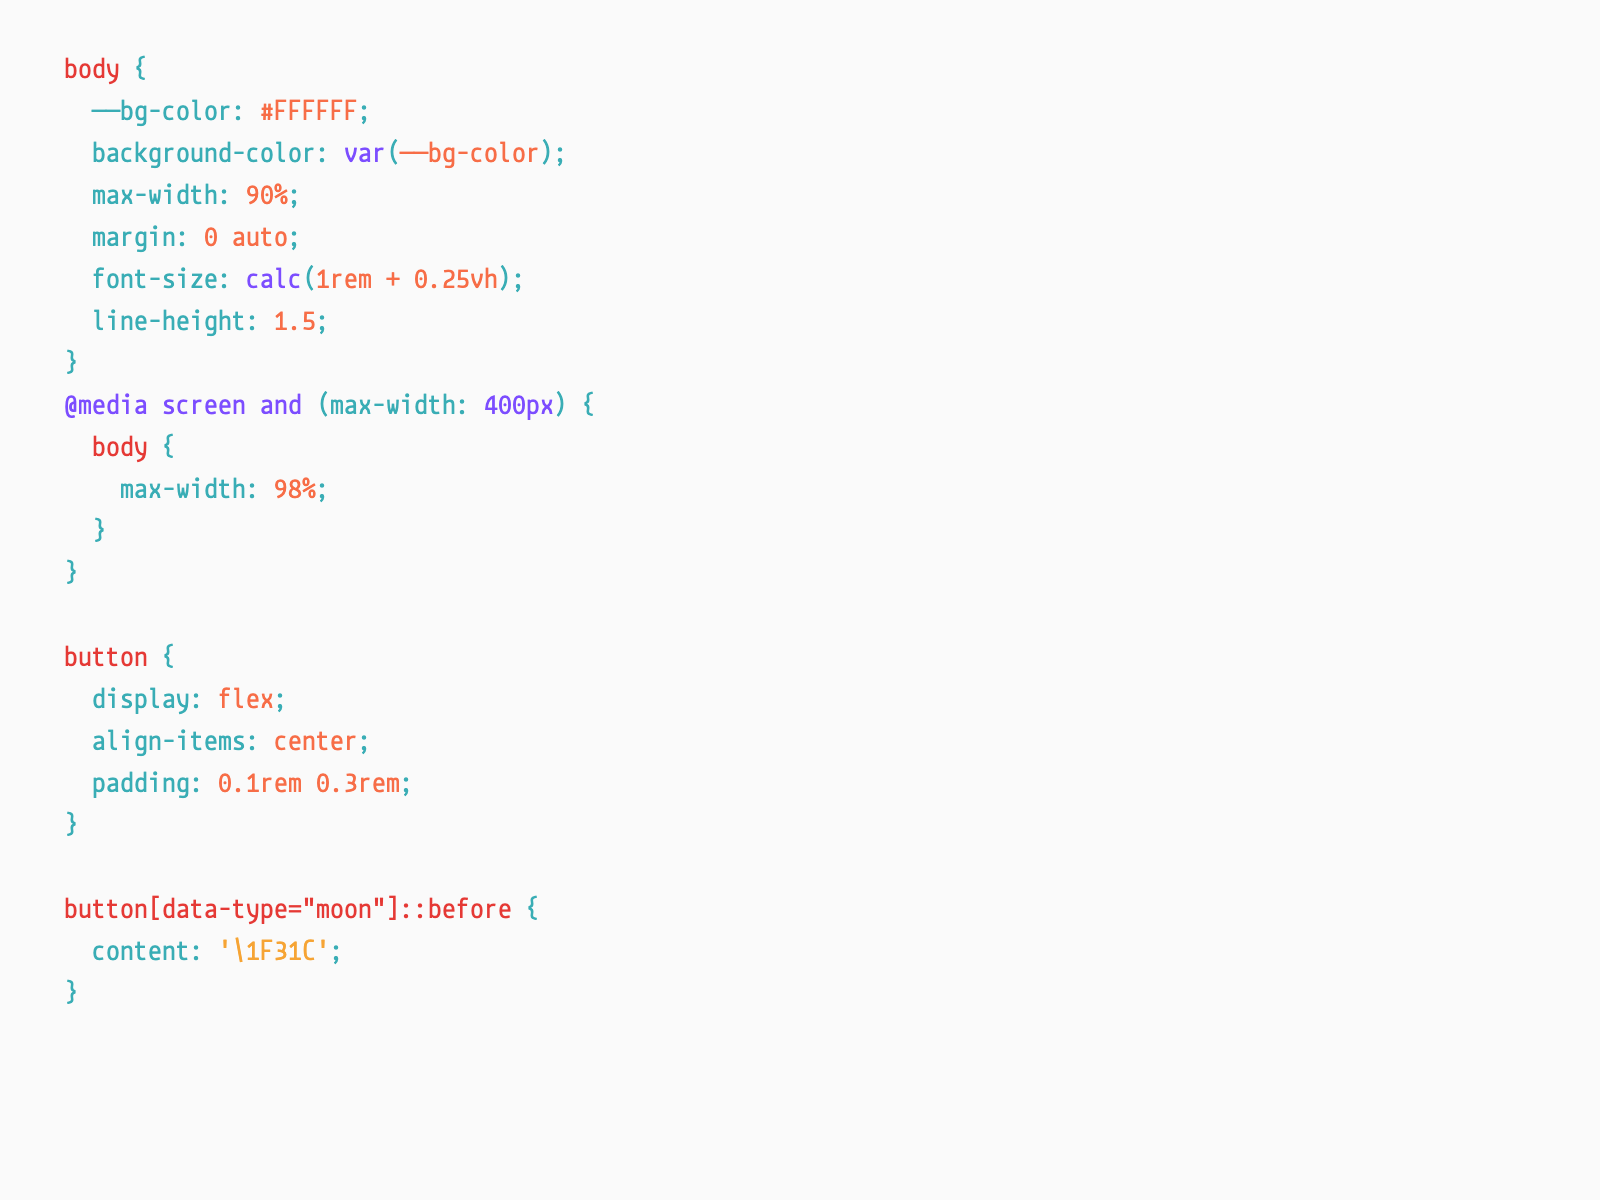 body {
  --bg-color: #FFFFFF;
  background-color: var(--bg-color);
  max-width: 90%;
  margin: 0 auto;
  font-size: calc(1rem + 0.25vh);
  line-height: 1.5;
}
@media screen and (max-width: 400px) {
  body {
    max-width: 98%;
  }
}

button {
  display: flex;
  align-items: center;
  padding: 0.1rem 0.3rem;
}

button[data-type="moon"]::before {
  content: '\1F31C';
}